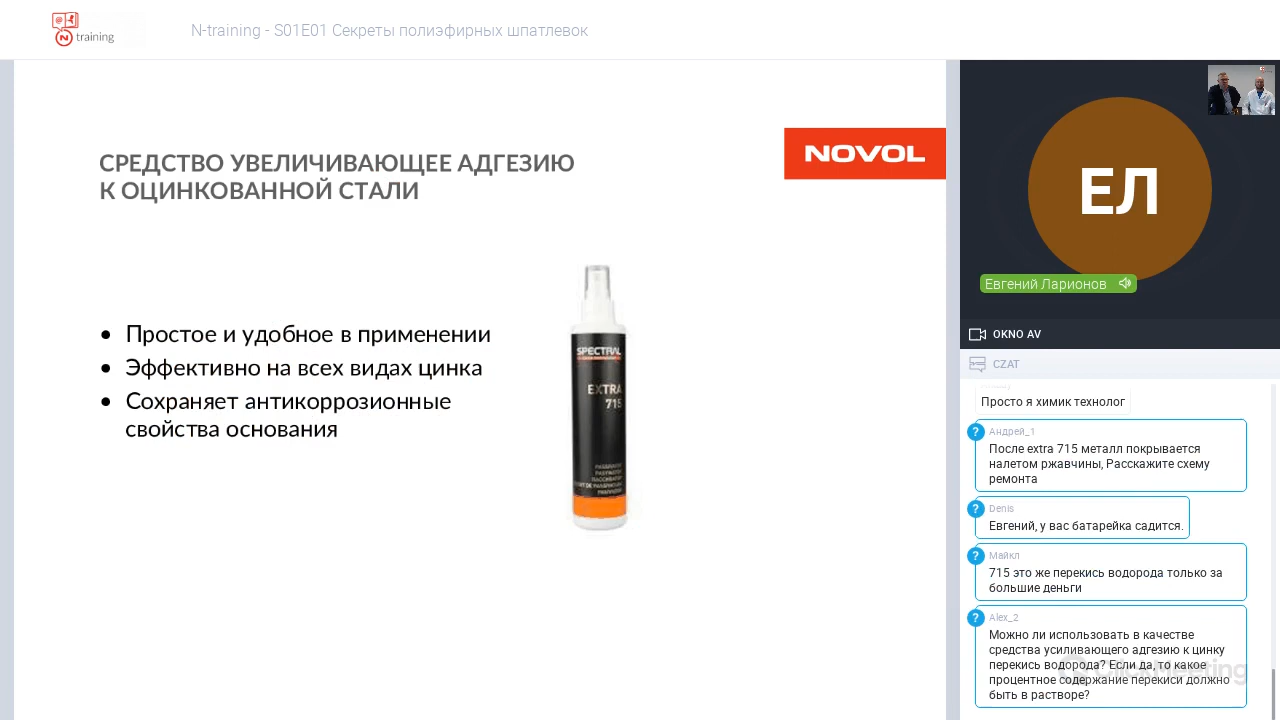 training
N-training - S01E01 Секреты полиэфирных шпатлевок
СРЕДСТВО УВЕЛИЧИВАЮЩЕЕ АДГЕЗИЮ
К ОЦИНКОВАННОЙ СТАЛИ
NOVOL
Простое и удобное в применении
Эффективно на всех видах цинка
Сохраняет антикоррозионные
свойства основания
SPECTRAL
EXTRA
715
ЕЛ
Евгений Ларионов
OKNO AV
CZAT
Просто я химик технолог
Андрей_1
После extra 715 металл покрывается
налетом ржавчины, Расскажите схему
ремонта
Denis
Евгений, у вас батарейка садится.
Майкл
715 это же перекись водорода только за
большие деньги
Alex_2
Можно ли использовать в качестве
средства усиливающего адгезию к цинку
перекись водорода? Если да, то какое
процентное содержание перекиси должно
быть в растворе?
ClickMeeting